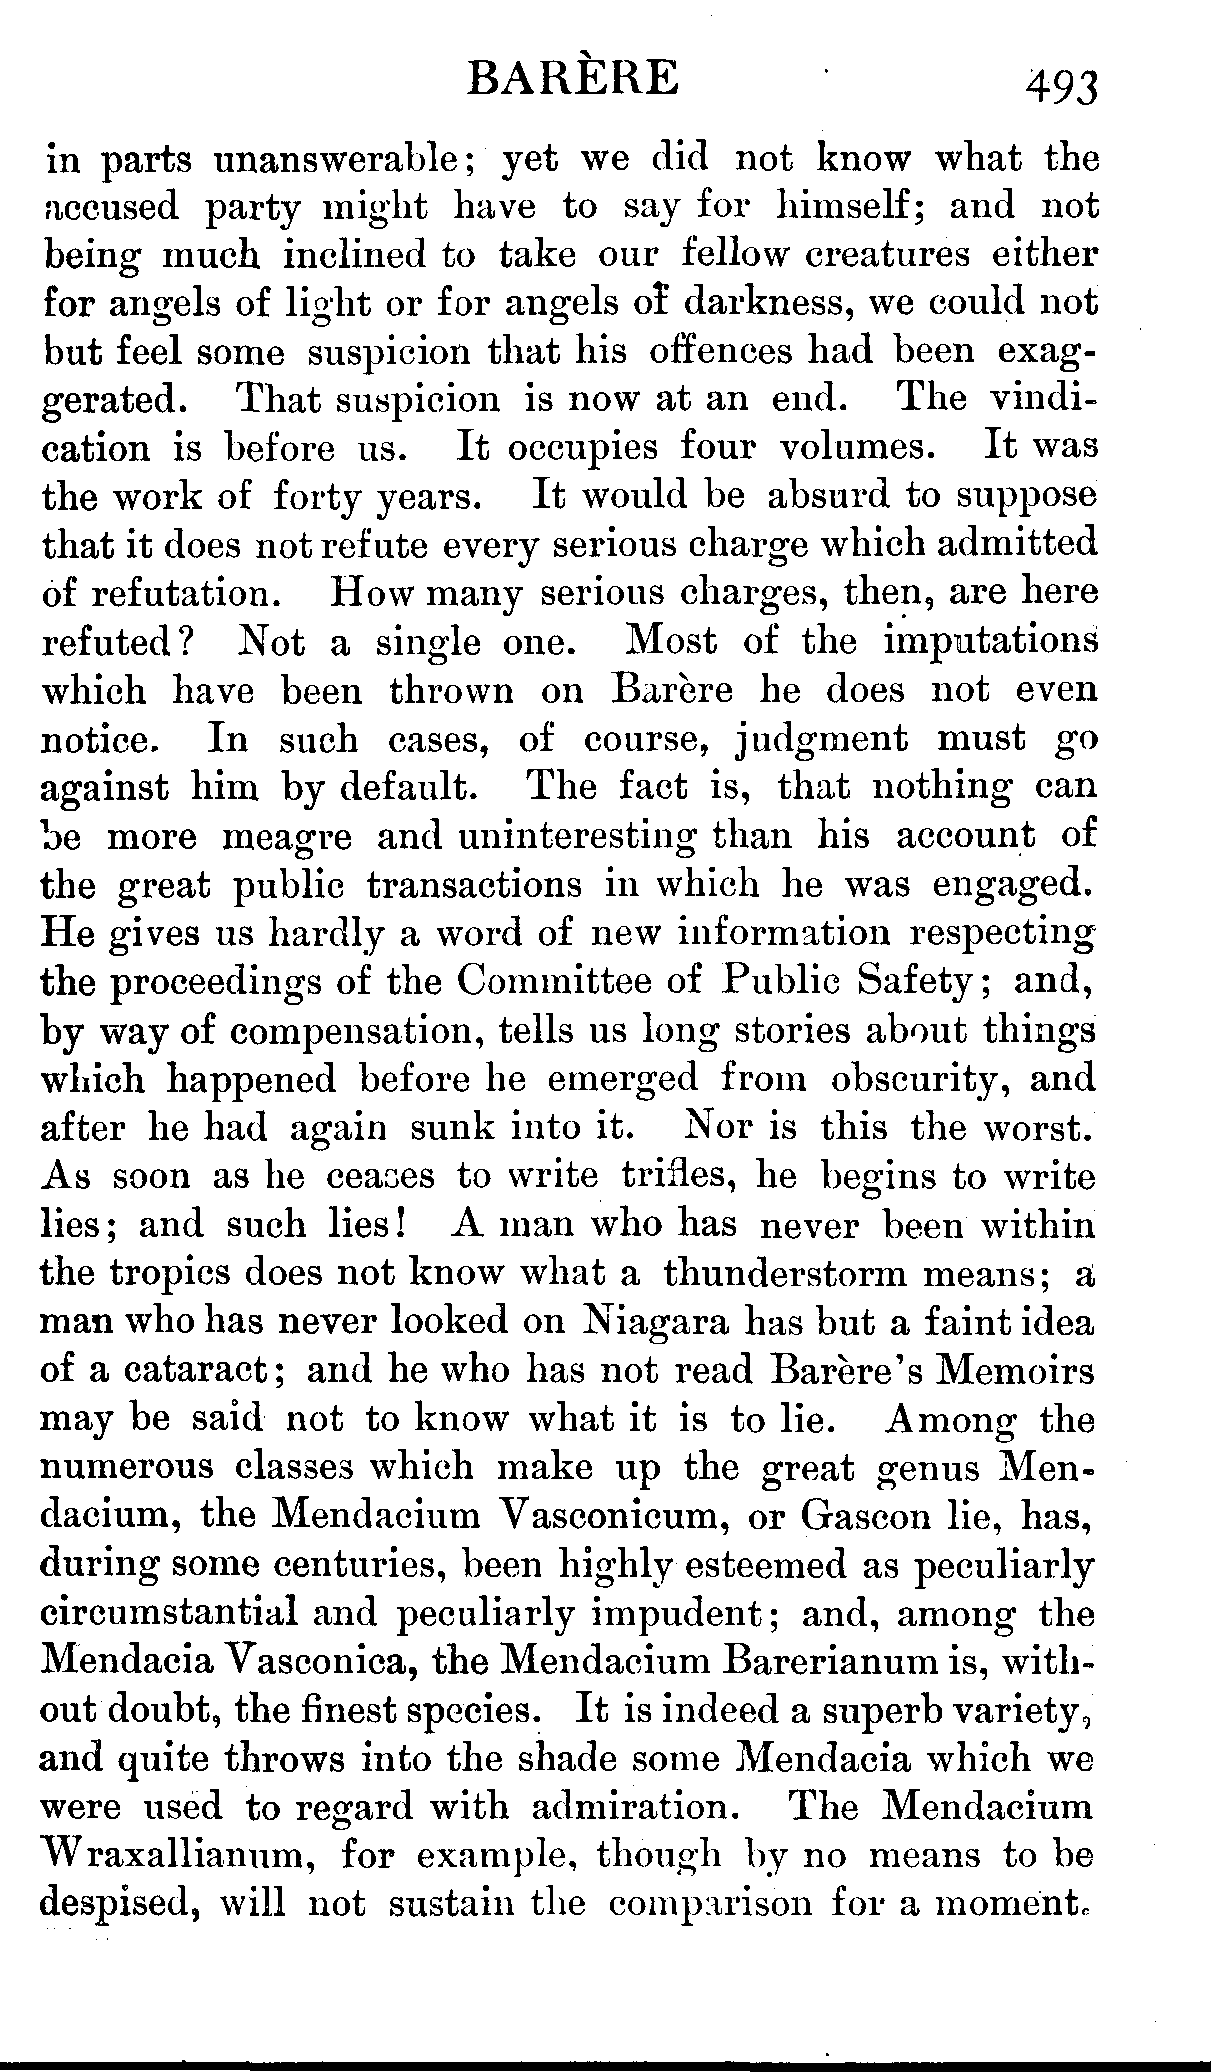 BARÈRE 493
in parts unanswerable; yet we did not know what the
accused party might have to say for himself; and not
being much inclined to take our fellow creatures either
for angels of light or for angels of darkness, we could not
but feel some suspicion that his offences had been exag-
gerated. That suspicion is now at an end. The vindi-
cation is before us. It occupies four volumes. It was
the work of forty years. It would be absurd to suppose
that it does not refute every serious charge which admitted
of refutation. How many serious charges, then, are here
refuted? Not a single one. Most of the imputations
which have been thrown on Barère he does not even
notice. In such cases, of course, judgment must go
against him by default. The fact is, that nothing can
be more meagre and uninteresting than his account of
the great public transactions in which he was engaged.
He gives us hardly a word of new information respecting
the proceedings of the Committee of Public Safety; and,
by way of compensation, tells us long stories about things
which happened before he emerged from obscurity, and
after he had again sunk into it. Nor is this the worst.
As soon as he ceases to write trifles, he begins to write
lies; and such lies! A man who has never been within
the tropics does not know what a thunderstorm means; a
man who has never looked on Niagara has but a faint idea
of a cataract; and he who has not read Barère's Memoirs
may be said not to know what it is to lie. Among the
numerous classes which make up the great genus Men-
dacium, the Mendacium Vasconicum, or Gascon lie, has,
during some centuries, been highly esteemed as peculiarly
circumstantial and peculiarly impudent; and, among the
Mendacia Vasconica, the Mendacium Barerianum is, with-
out doubt, the finest species. It is indeed a superb variety,
and quite throws into the shade some Mendacia which we
were used to regard with admiration. The Mendacium
Wraxallianum, for example, though by no means to be
despised, will not sustain the comparison for a moment.